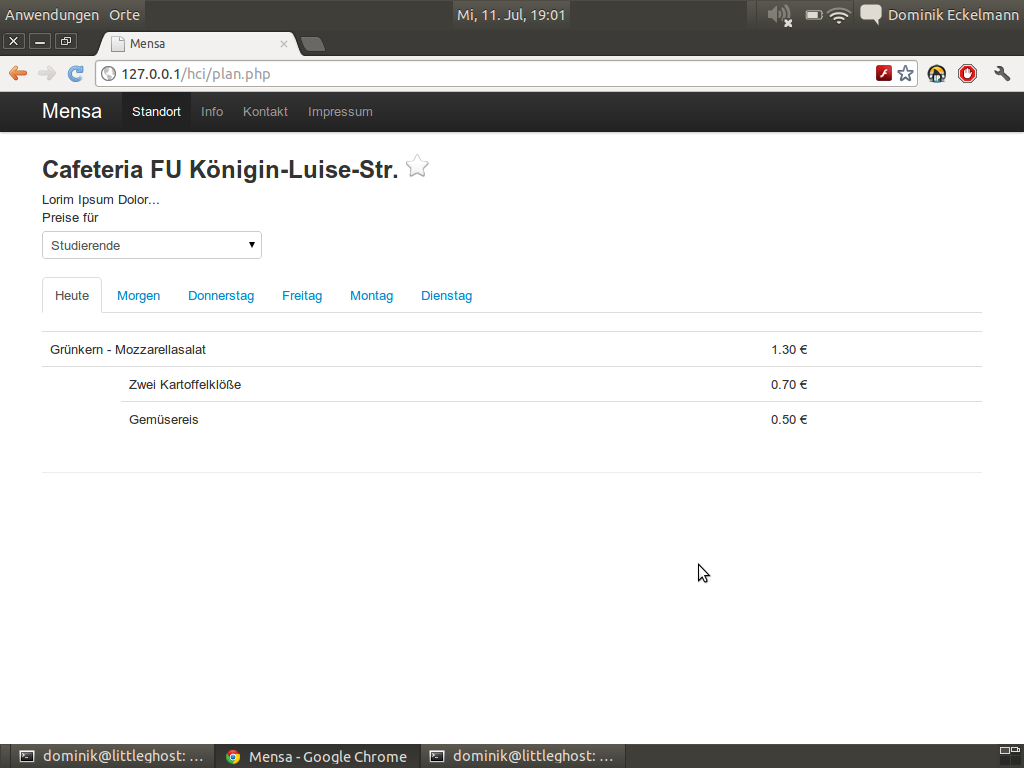 Anwendungen Orte Mi, 11. Jul, 19:01 Dominik Eckelmann
Mensa
127.0.0.1/hci/plan.php
Mensa Standort Info Kontakt Impressum
Cafeteria FU Königin-Luise-Str.
Lorim Ipsum Dolor...
Preise für
Studierende
Heute Morgen Donnerstag Freitag Montag Dienstag
Grünkern - Mozzarellasalat 1.30 €
Zwei Kartoffelklöße 0.70 €
Gemüsereis 0.50 €
dominik@littleghost: ... Mensa - Google Chrome dominik@littleghost: ...